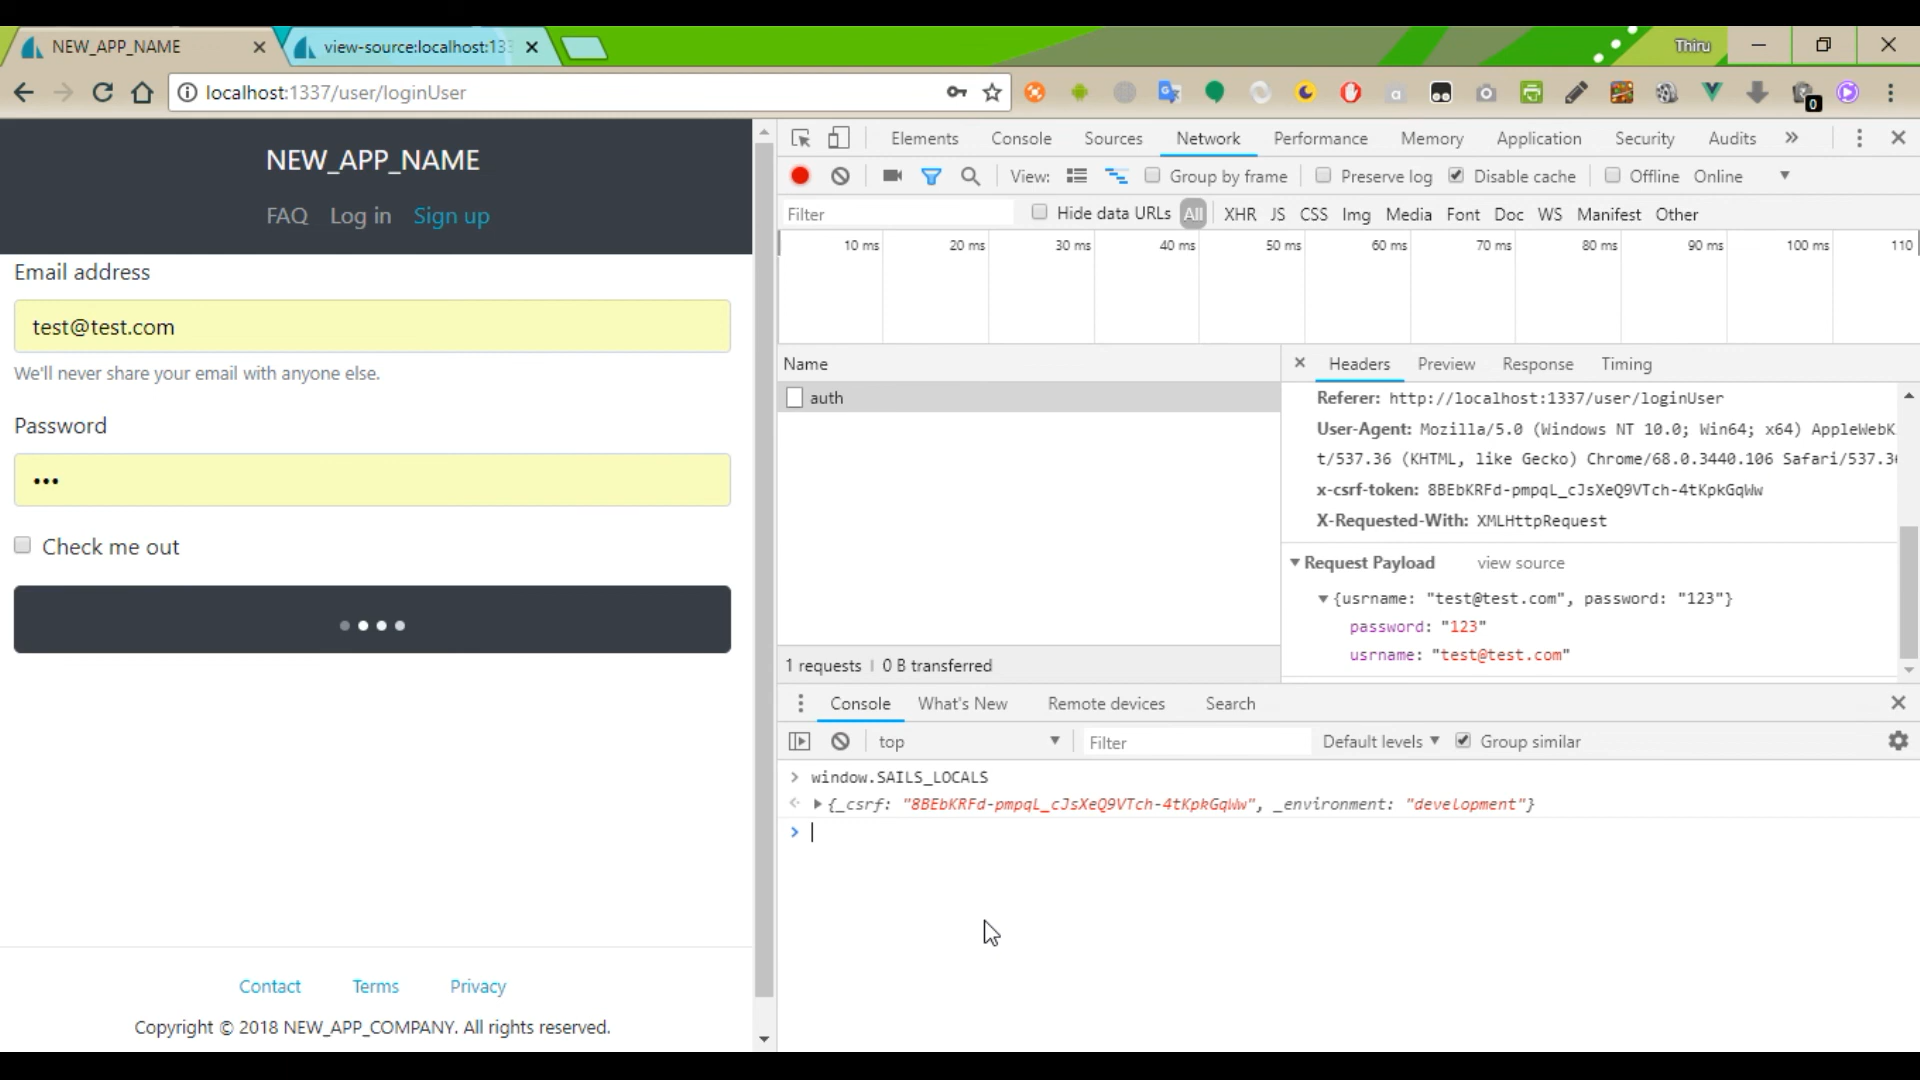 NEW_APP_NAME
view-source:localhost:133
Thiru
localhost:1337/user/loginUser
0
NEW_APP_NAME
FAQ Log in Sign up
Email address
test@test.com
We'll never share your email with anyone else.
Password
Check me out
Contact Terms Privacy
Copyright © 2018 NEW_APP_COMPANY. All rights reserved.
Elements Console Sources Network Performance Memory Application Security Audits
View: Group by frame Preserve log Disable cache Offline Online
Filter Hide data URLs All XHR JS CSS Img Media Font Doc WS Manifest Other
10 ms 20 ms 30 ms 40 ms 50 ms 60 ms 70 ms 80 ms 90 ms 100 ms 110
Name
auth
1 requests | 0 B transferred
Headers Preview Response Timing
Referer: http://localhost:1337/user/loginUser
User-Agent: Mozilla/5.0 (Windows NT 10.0; Win64; x64) AppleWebK
t/537.36 (KHTML, like Gecko) Chrome/68.0.3440.106 Safari/537.3
x-csrf-token: 8BEbKRFd-pmpqL_cJsXeQ9VTch-4tKpkGqWw
X-Requested-With: XMLHttpRequest
Request Payload view source
{usrname: "test@test.com", password: "123"}
password: "123"
usrname: "test@test.com"
Console What's New Remote devices Search
top Filter Default levels Group similar
window.SAILS_LOCALS
{_csrf: "8BEbKRFd-pmpqL_cJsXeQ9VTch-4tKpkGqWw", _environment: "development"}